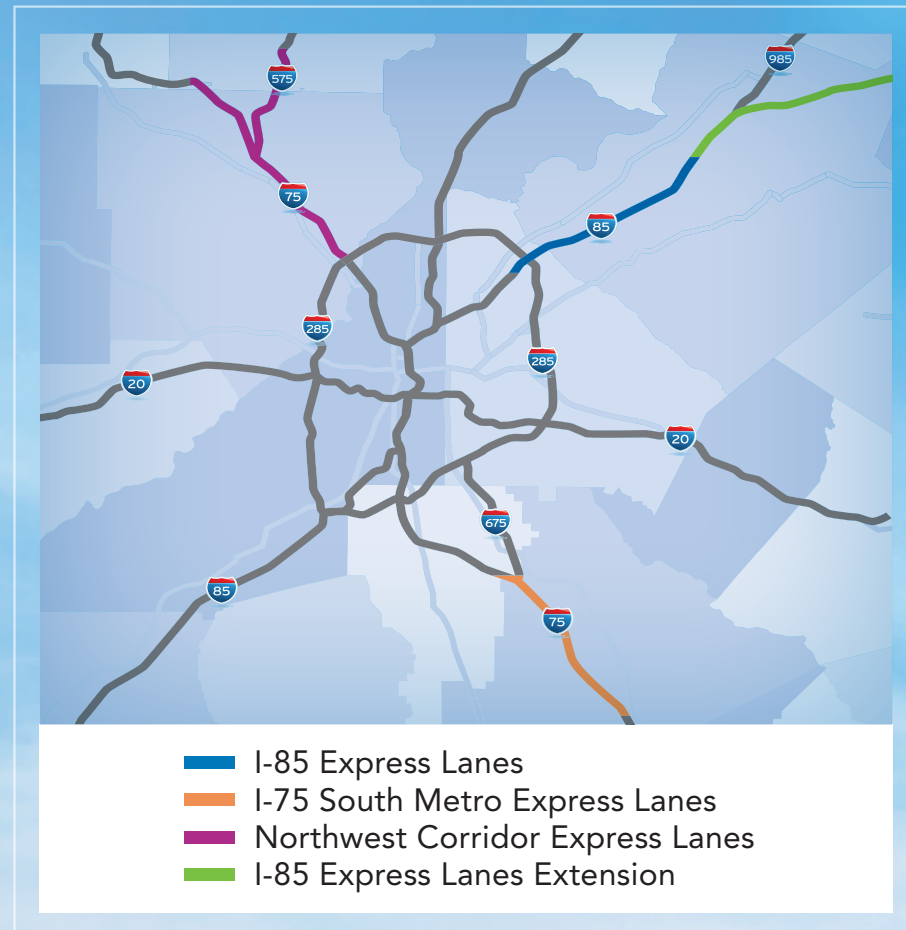 985
575
75
85
285
285
20
20
675
85
75
I-85 Express Lanes
I-75 South Metro Express Lanes
Northwest Corridor Express Lanes
I-85 Express Lanes Extension